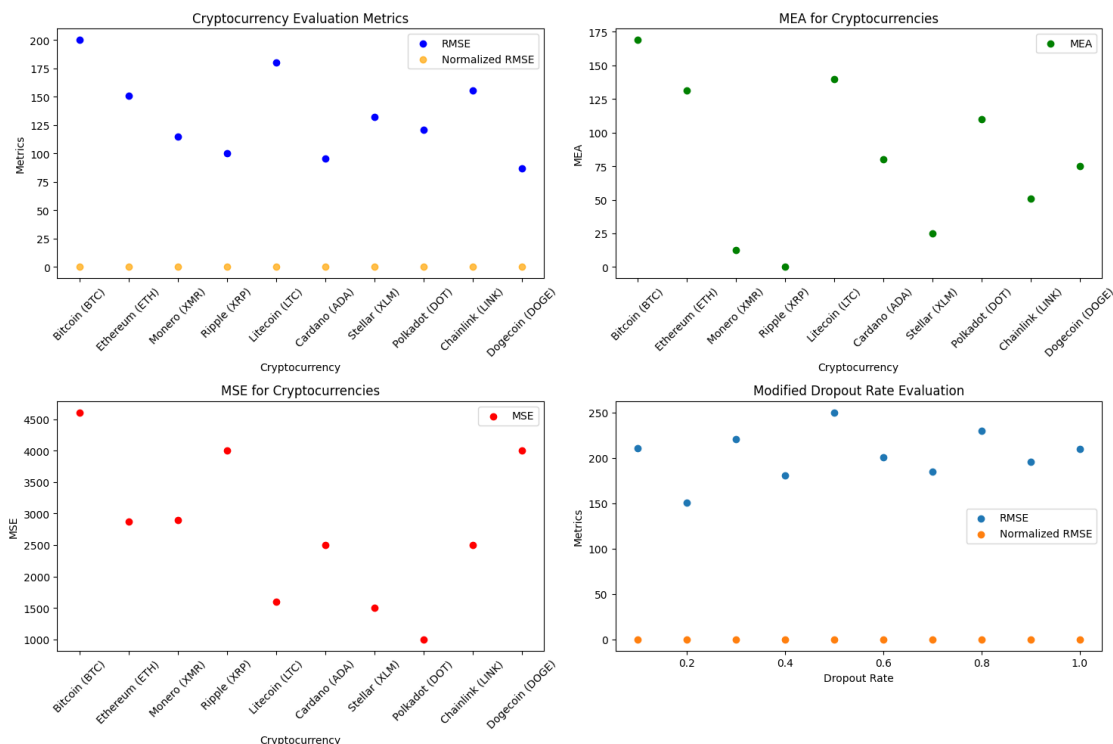 Cryptocurrency Evaluation Metrics
200
175
150
125
100
75
50
25
0
Metrics
RMSE
Normalized RMSE
Bitcoin (BTC)
Ethereum (ETH)
Monero (XMR)
Ripple (XRP)
Litecoin (LTC)
Cardano (ADA)
Stellar (XLM)
Polkadot (DOT)
Chainlink (LINK)
Dogecoin (DOGE)
Cryptocurrency
MEA for Cryptocurrencies
175
150
125
100
75
50
25
0
MEA
MEA
Bitcoin (BTC)
Ethereum (ETH)
Monero (XMR)
Ripple (XRP)
Litecoin (LTC)
Cardano (ADA)
Stellar (XLM)
Polkadot (DOT)
Chainlink (LINK)
Dogecoin (DOGE)
Cryptocurrency
MSE for Cryptocurrencies
4500
4000
3500
3000
2500
2000
1500
1000
MSE
MSE
Bitcoin (BTC)
Ethereum (ETH)
Monero (XMR)
Ripple (XRP)
Litecoin (LTC)
Cardano (ADA)
Stellar (XLM)
Polkadot (DOT)
Chainlink (LINK)
Dogecoin (DOGE)
Cryptocurrency
Modified Dropout Rate Evaluation
250
200
150
100
50
0
Metrics
RMSE
Normalized RMSE
0.2
0.4
0.6
0.8
1.0
Dropout Rate